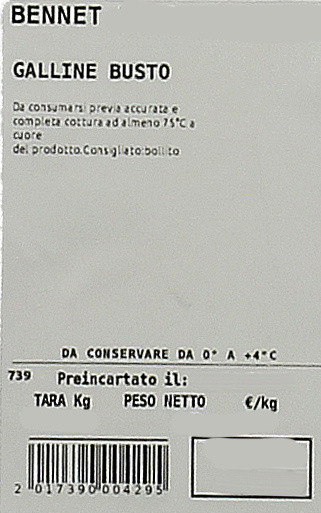 BENNET
GALLINE BUSTO
Da consumarsi previa accurata e
completa cottura ad almeno 75°C a
cuore
del prodotto.Consigliato:bollito
DA CONSERVARE DA 0° A +4°C
739 Preincartato il:
TARA Kg PESO NETTO €/kg
2 017390 004295